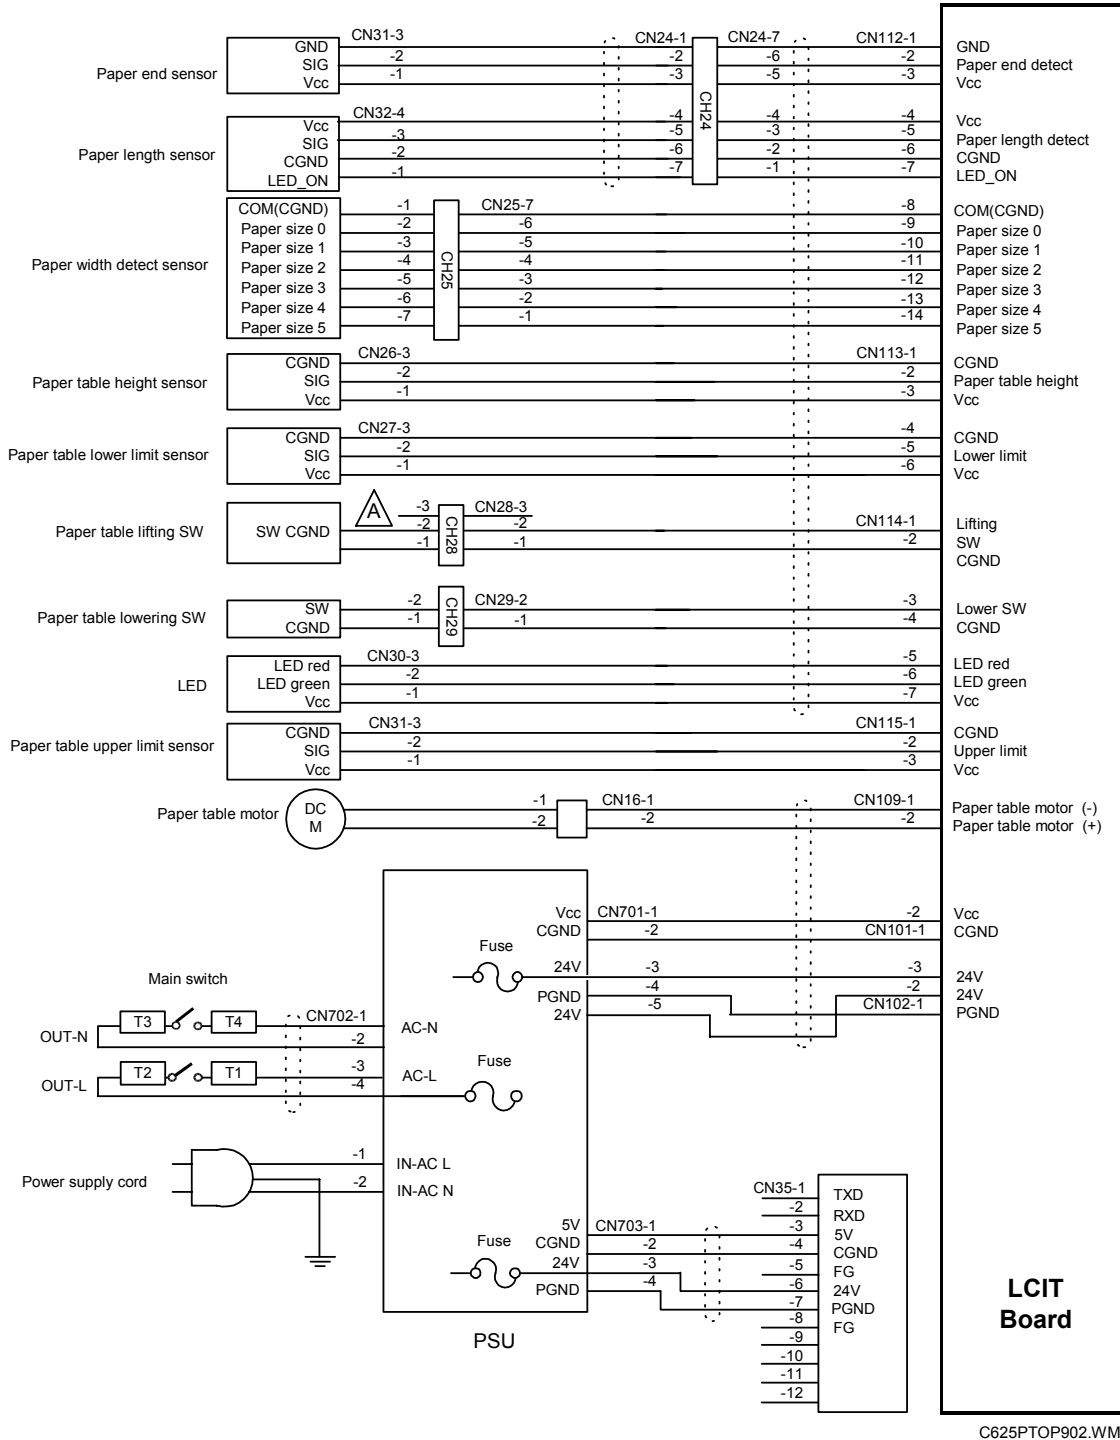 CN31-3 CN24-1 CN24-7 CN112-1
GND GND
-2 -2 -6 -2
SIG Paper end detect
Paper end sensor
-1 -3 -5 -3
Vcc Vcc
CH24
CN32-4 -4 -4 -4
Vcc Vcc
-3 -5 -3 -5
SIG Paper length detect
Paper length sensor
-2 -6 -2 -6
CGND CGND
-1 -7 -1 -7
LED_ON LED_ON
-1 CN25-7 -8
COM(CGND) COM(CGND)
-2 -6 -9
Paper size 0 Paper size 0
-3 -5 -10
Paper size 1 Paper size 1
Paper width detect sensor
-4 CH25 -4 -11
Paper size 2 Paper size 2
-5 -3 -12
Paper size 3 Paper size 3
-6 -2 -13
Paper size 4 Paper size 4
-7 -1 -14
Paper size 5 Paper size 5
CN26-3 CN113-1
CGND CGND
-2 -2
Paper table height sensor SIG Paper table height
-1 -3
Vcc Vcc
CN27-3 -4
CGND CGND
-2 -5
Paper table lower limit sensor SIG Lower limit
-1 -6
Vcc Vcc
A -3 CN28-3
-2 -2 CN114-1
Paper table lifting SW SW CGND CH28 Lifting
-1 -1 -2
SW
CGND
-2 CN29-2 -3
SW Lower SW
Paper table lowering SW CH29
-1 -1 -4
CGND CGND
CN30-3 -5
LED red LED red
-2 -6
LED LED green LED green
-1 -7
Vcc Vcc
CN31-3 CN115-1
CGND CGND
-2 -2
Paper table upper limit sensor SIG Upper limit
-1 -3
Vcc Vcc
-1 CN16-1 CN109-1
Paper table motor DC Paper table motor (-)
-2 -2 -2
M Paper table motor (+)
Vcc CN701-1 -2 Vcc
CGND -2 CN101-1 CGND
Fuse
24V -3 -3 24V
Main switch
-4 -2
PGND 24V
-5 CN102-1
24V PGND
T3 T4 CN702-1 AC-N
OUT-N -2
Fuse
T2 T1 -3 AC-L
OUT-L -4
-1 IN-AC L
Power supply cord -2 IN-AC N
CN35-1 TXD
-2 RXD
5V CN703-1 -3 5V
Fuse CGND -2 -4 CGND
24V -3 -5 FG
-6 24V
PGND -4 -7 PGND
-8 FG
-9
-10
-11
-12
PSU
LCIT
Board
C625PTOP902.WM